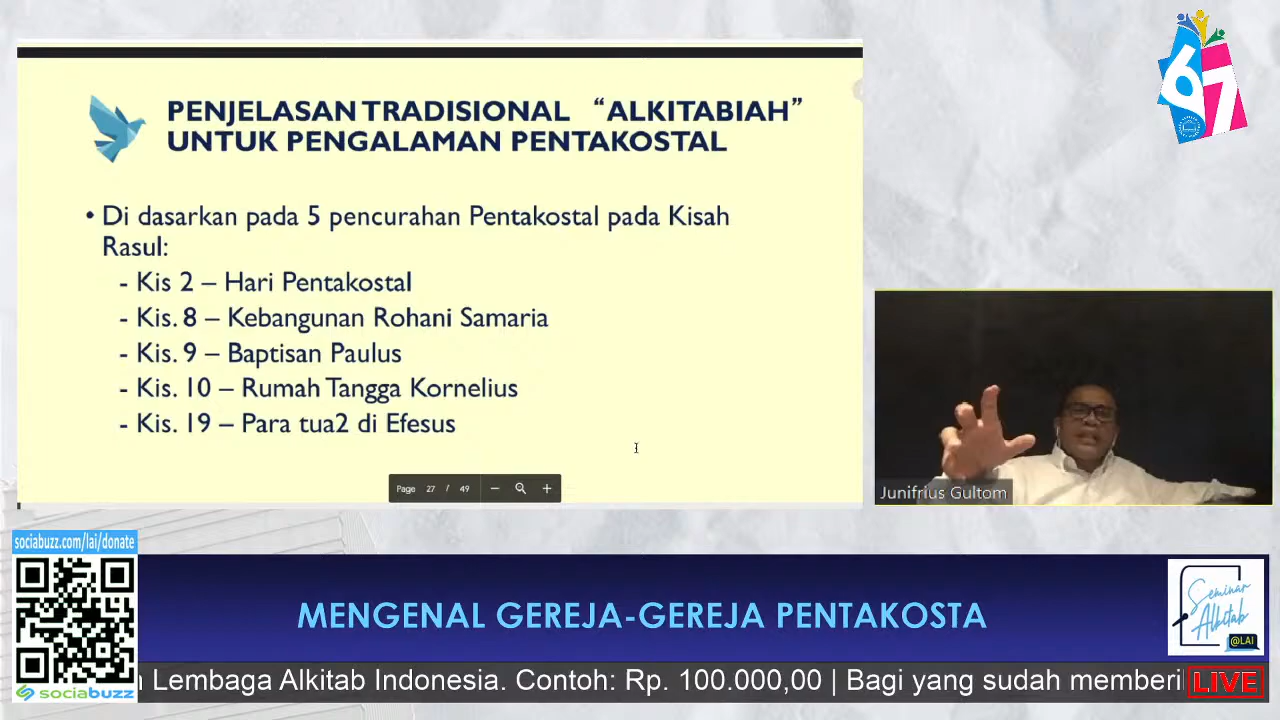 PENJELASAN TRADISIONAL “ALKITABIAH”
UNTUK PENGALAMAN PENTAKOSTAL
• Di dasarkan pada 5 pencurahan Pentakostal pada Kisah
Rasul:
- Kis 2 – Hari Pentakostal
- Kis. 8 – Kebangunan Rohani Samaria
- Kis. 9 – Baptisan Paulus
- Kis. 10 – Rumah Tangga Kornelius
- Kis. 19 – Para tua2 di Efesus
Page 27 / 49
67
Junifrius Gultom
sociabuzz.com/lai/donate
sociabuzz
MENGENAL GEREJA-GEREJA PENTAKOSTA
Seminar
Alkitab
@LAI
Lembaga Alkitab Indonesia. Contoh: Rp. 100.000,00 | Bagi yang sudah memberi
LIVE